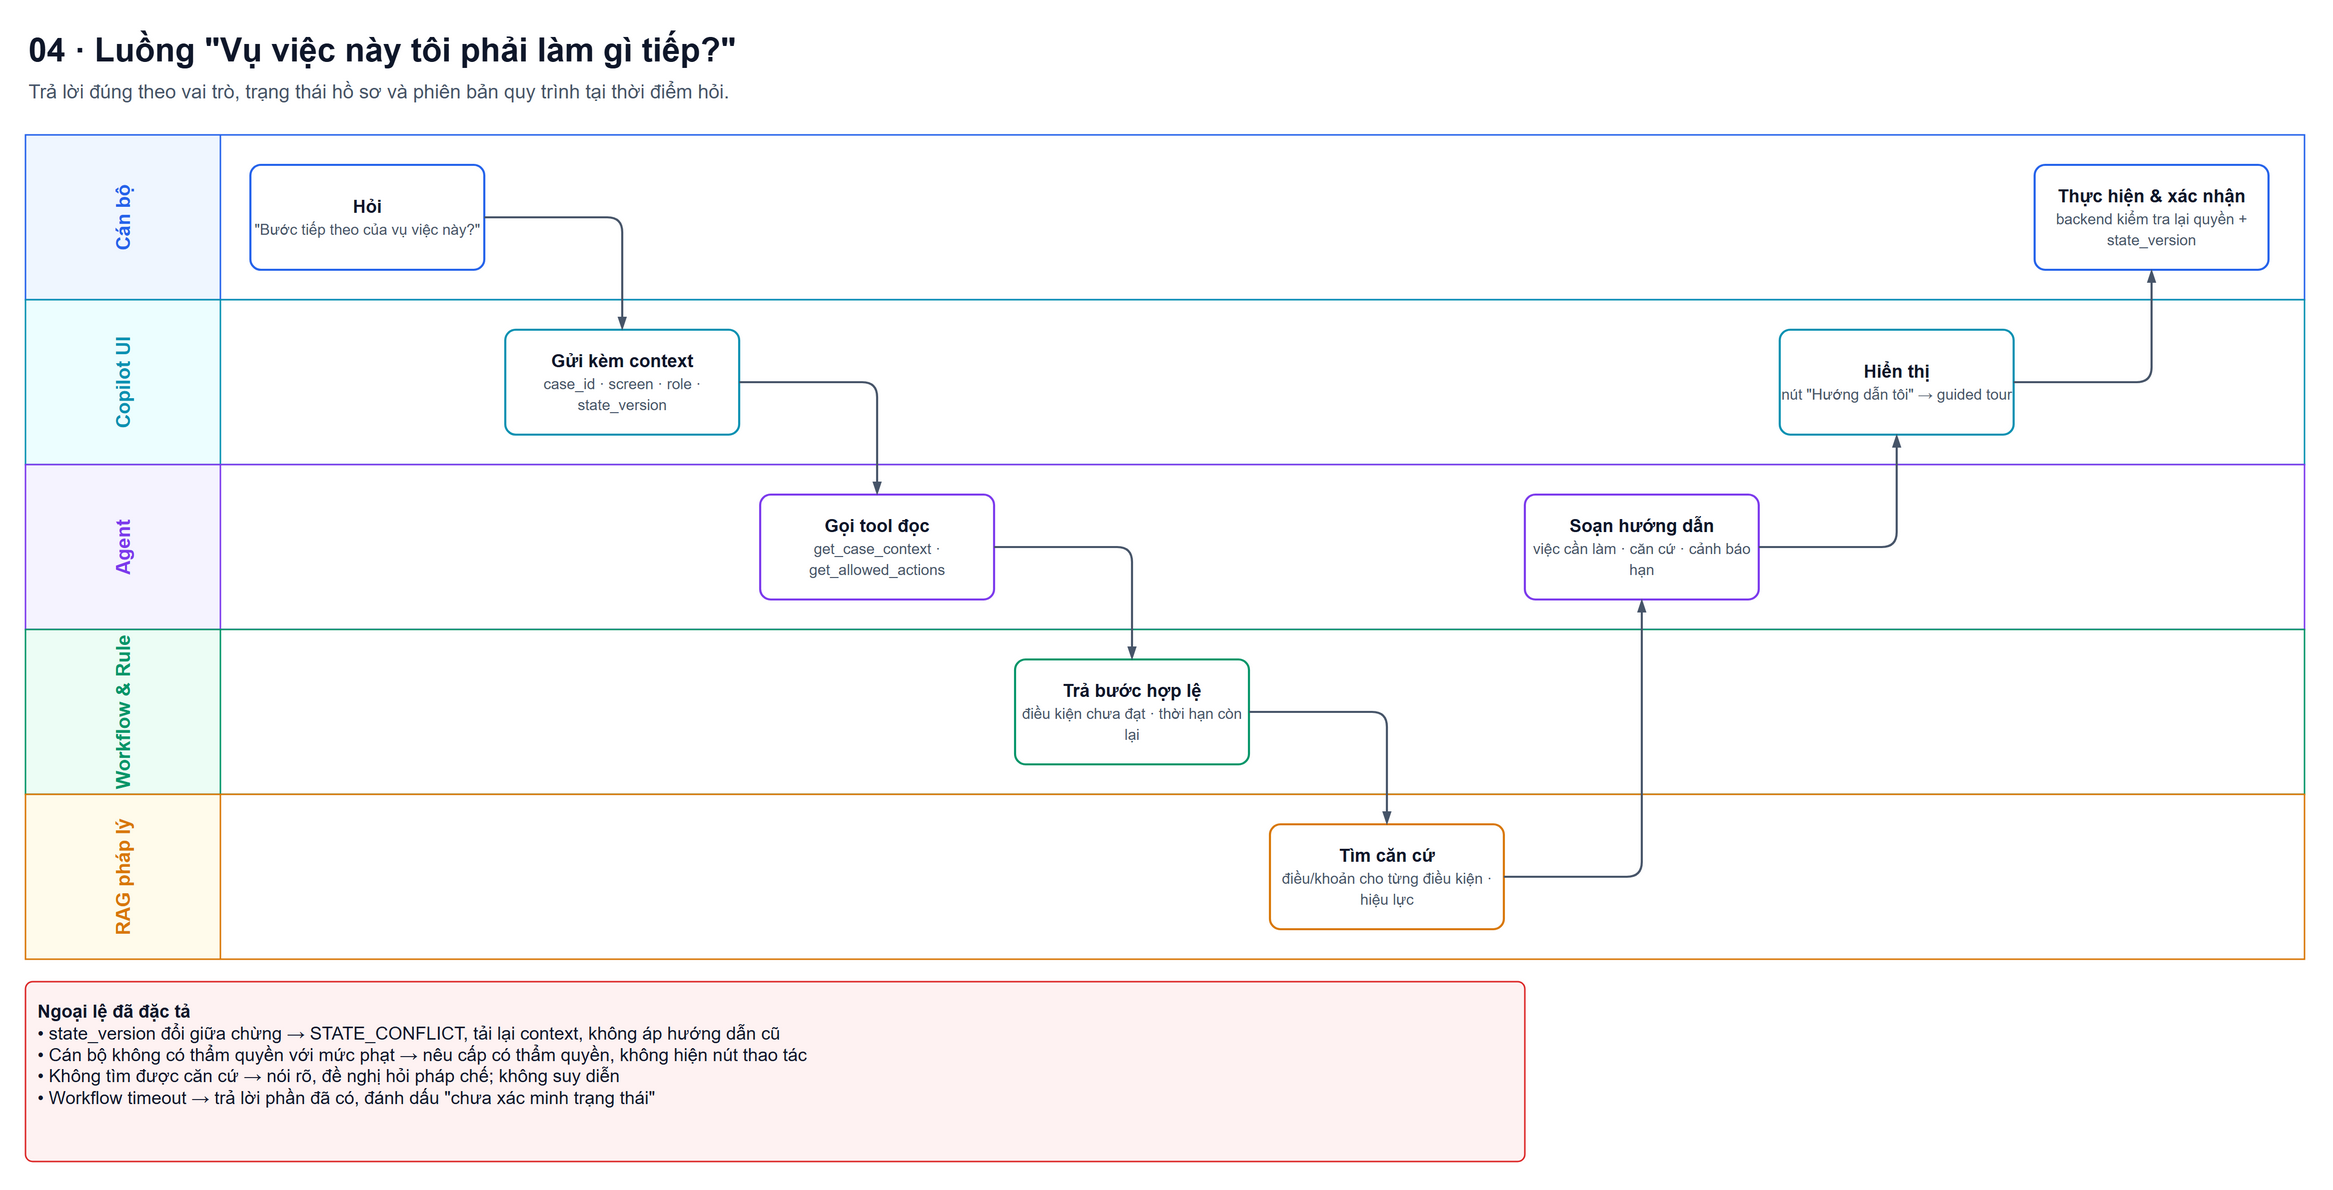 04 · Luồng "Vụ việc này tôi phải làm gì tiếp?"
Trả lời đúng theo vai trò, trạng thái hồ sơ và phiên bản quy trình tại thời điểm hỏi.
Cán bộ
Hỏi
"Bước tiếp theo của vụ việc này?"
Thực hiện & xác nhận
backend kiểm tra lại quyền +
state_version
Copilot UI
Gửi kèm context
case_id · screen · role ·
state_version
Hiển thị
nút "Hướng dẫn tôi" → guided tour
Agent
Gọi tool đọc
get_case_context ·
get_allowed_actions
Soạn hướng dẫn
việc cần làm · căn cứ · cảnh báo
hạn
Workflow & Rule
Trả bước hợp lệ
điều kiện chưa đạt · thời hạn còn
lại
RAG pháp lý
Tìm căn cứ
điều/khoản cho từng điều kiện ·
hiệu lực
Ngoại lệ đã đặc tả
• state_version đổi giữa chừng → STATE_CONFLICT, tải lại context, không áp hướng dẫn cũ
• Cán bộ không có thẩm quyền với mức phạt → nêu cấp có thẩm quyền, không hiện nút thao tác
• Không tìm được căn cứ → nói rõ, đề nghị hỏi pháp chế; không suy diễn
• Workflow timeout → trả lời phần đã có, đánh dấu "chưa xác minh trạng thái"